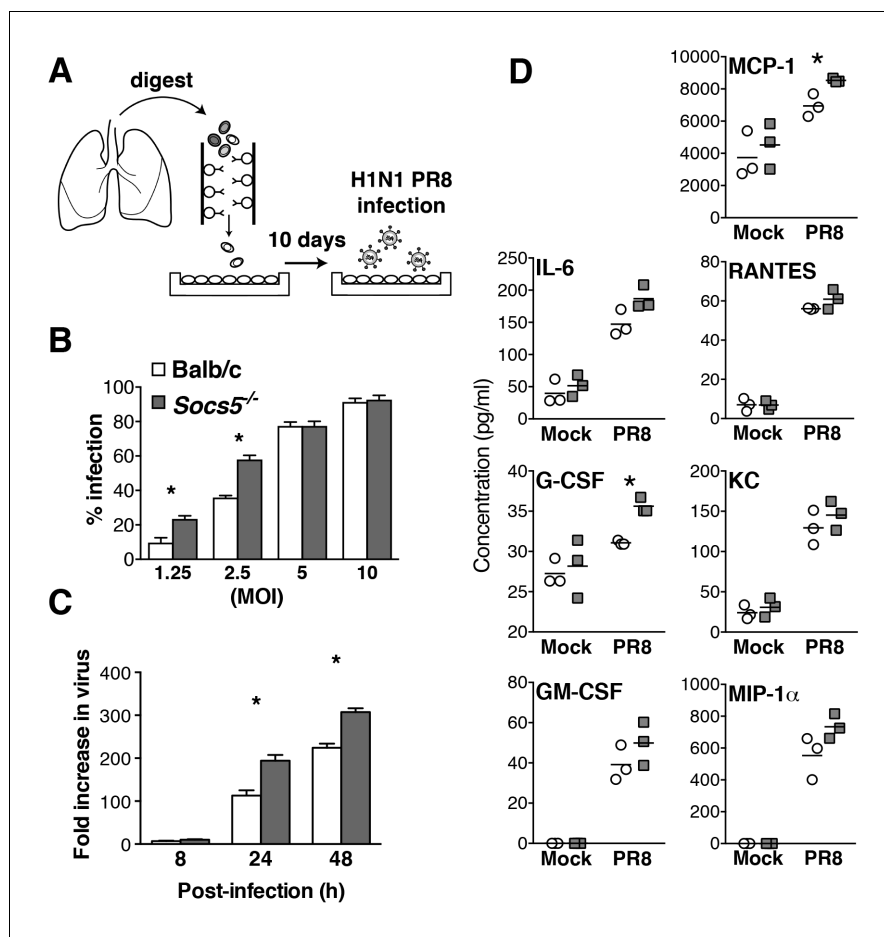 A
digest
H1N1 PR8
infection
10 days
B
Balb/c
Socs5-/-
% infection
100
80
60
40
20
0
*
*
1.25
2.5
5
10
(MOI)
C
Fold increase in virus
400
300
200
100
0
*
*
8
24
48
Post-infection (h)
D
Concentration (pg/ml)
MCP-1
*
10000
8000
6000
4000
2000
0
Mock
PR8
IL-6
250
200
150
100
50
0
Mock
PR8
RANTES
80
60
40
20
0
Mock
PR8
G-CSF
*
40
35
30
25
20
Mock
PR8
KC
200
150
100
50
0
Mock
PR8
GM-CSF
80
60
40
20
0
Mock
PR8
MIP-1α
1000
800
600
400
200
0
Mock
PR8